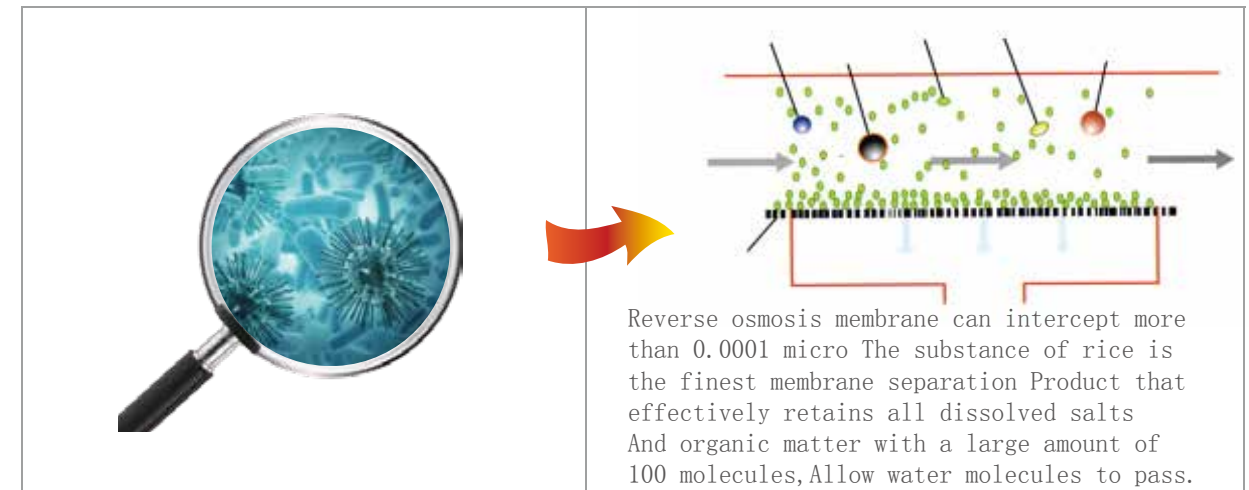 Reverse osmosis membrane can intercept more
than 0.0001 micro The substance of rice is
the finest membrane separation Product that
effectively retains all dissolved salts
And organic matter with a large amount of
100 molecules,Allow water molecules to pass.